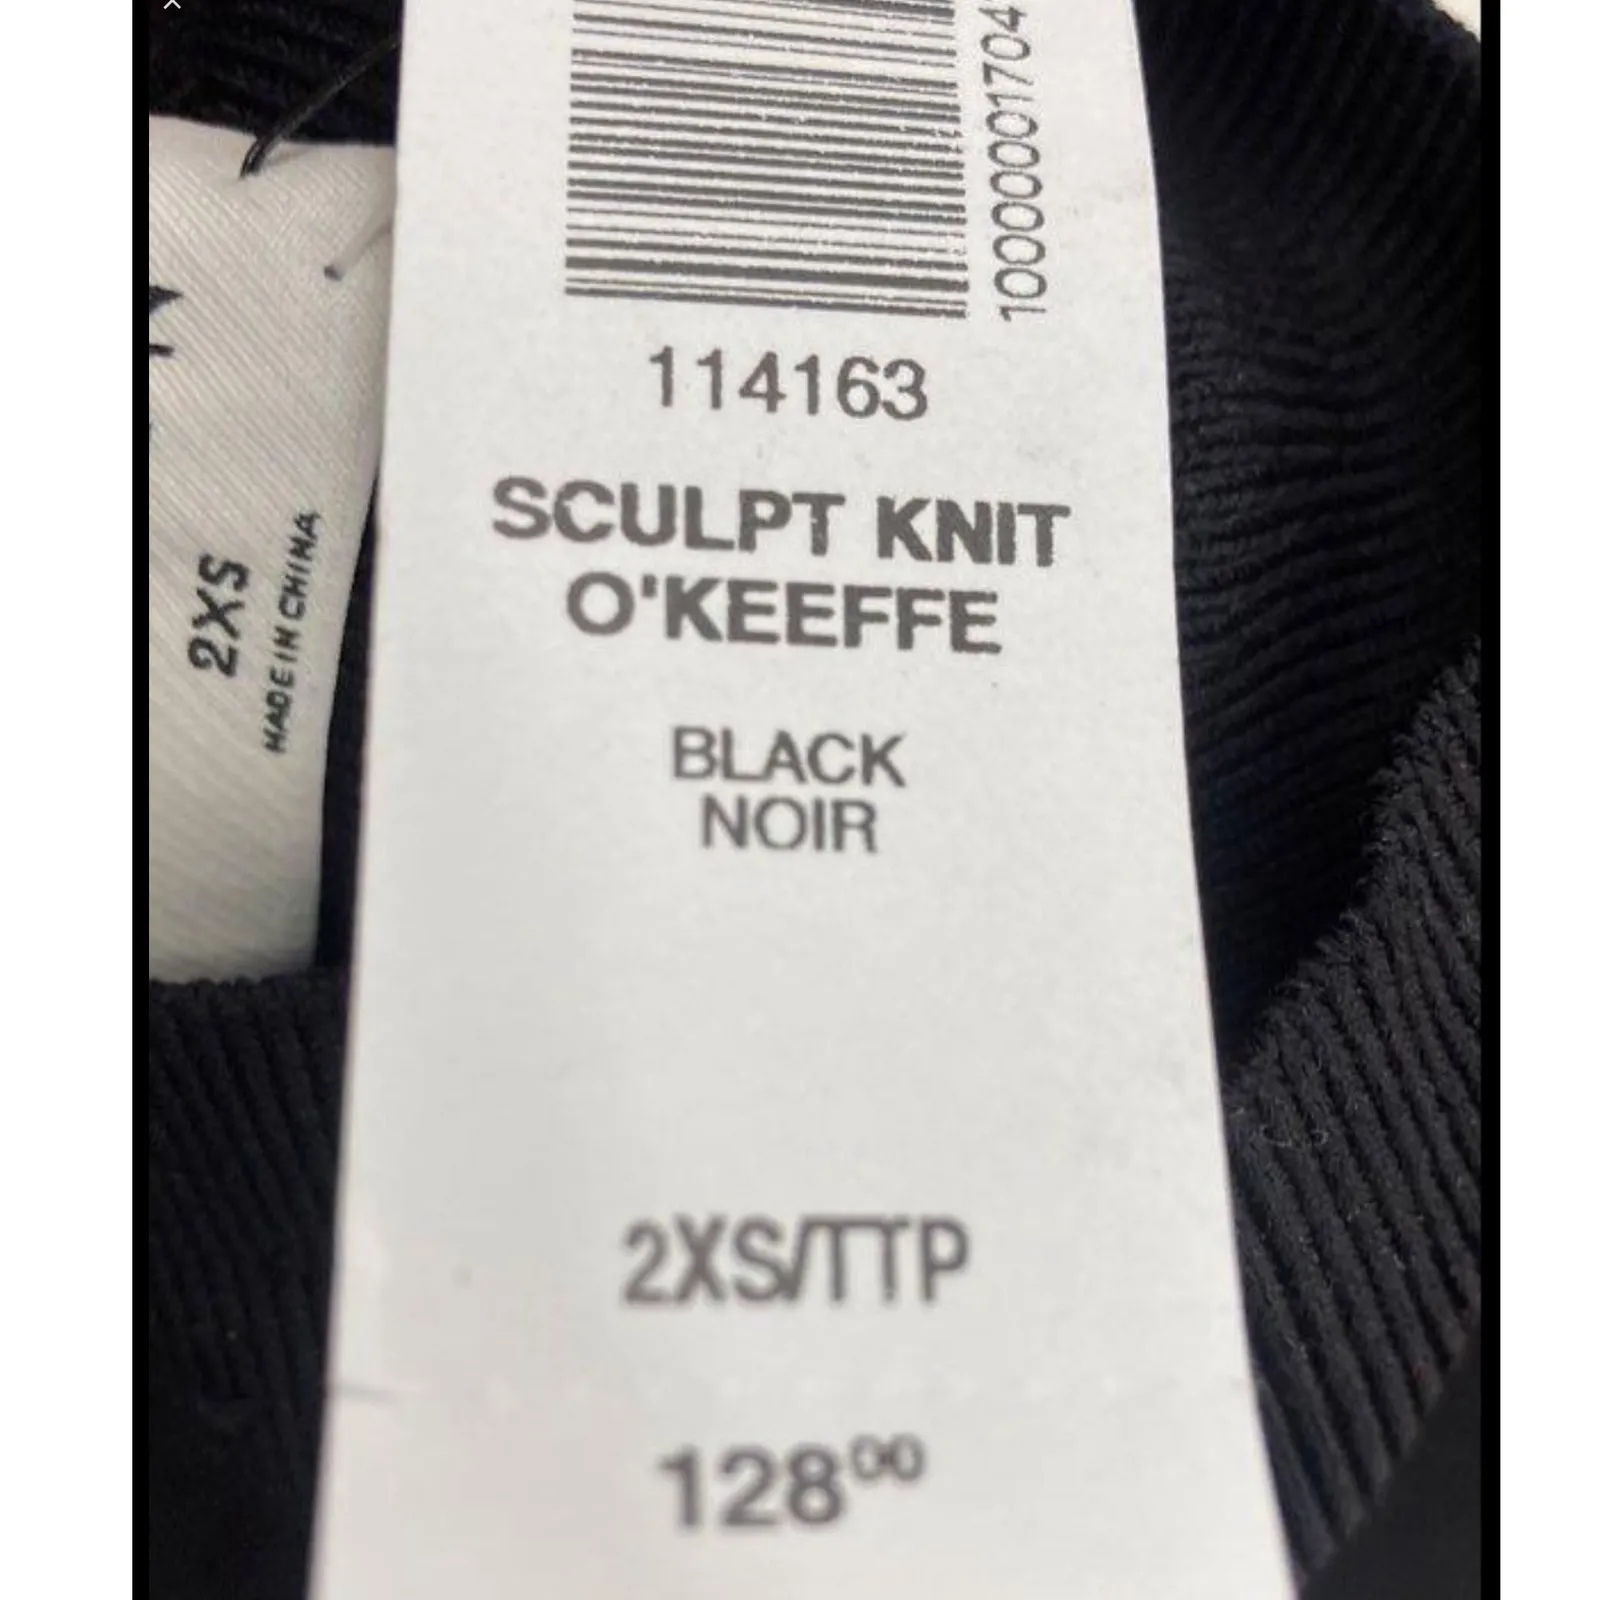 10000001704
114163
SCULPT KNIT
O'KEEFFE
BLACK
NOIR
2XS/TTP
128⁰⁰
2XS
MADE IN CHINA